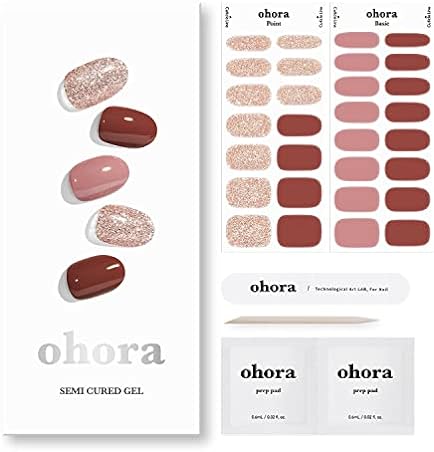 ohora
SEMI CURED GEL
ohora
Point
ohora
Basic
ohora / Technological Art LAB, For Nail
ohora
prep pad
0.6mL / 0.02 fl. oz.
ohora
prep pad
0.6mL / 0.02 fl. oz.